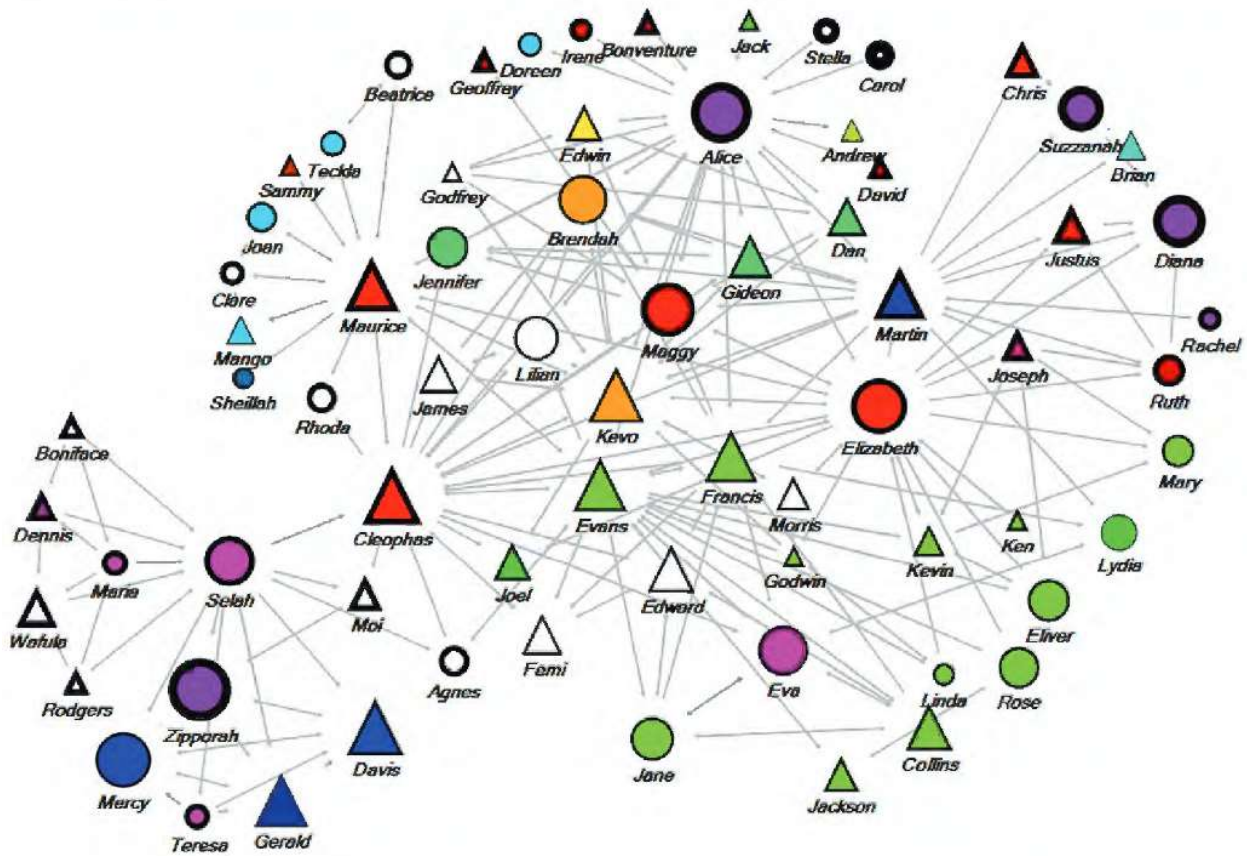 Jack
Bonventure
Irene
Stella
Doreen
Carol
Geoffrey
Beatrice
Chris
Suzzanah
Edwin
Alice
Andrew
Teckla
Brian
Sammy
David
Godfrey
Joan
Brendah
Dan
Justus
Diana
Jennifer
Gideon
Clare
Maurice
Martin
Rachel
Mango
Lilian
Maggy
Joseph
Sheillah
James
Ruth
Rhoda
Kevo
Elizabeth
Boniface
Mary
Francis
Dennis
Cleophas
Evans
Morris
Ken
Lydia
Maria
Selah
Joel
Godwin
Kevin
Wafula
Moi
Edward
Eliver
Fami
Rodgers
Agnes
Eva
Linda
Rose
Zipporah
Davis
Jane
Collins
Mercy
Jackson
Teresa
Gerald